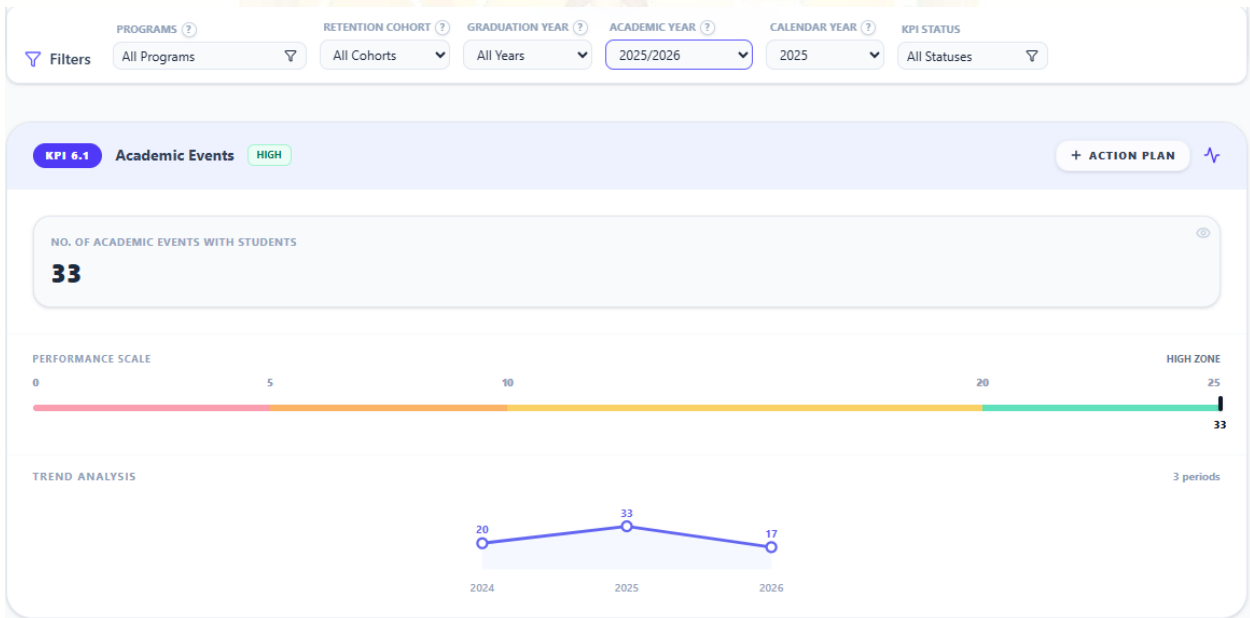 PROGRAMS ?
RETENTION COHORT ?
GRADUATION YEAR ?
ACADEMIC YEAR ?
CALENDAR YEAR ?
KPI STATUS
Filters
All Programs
All Cohorts
All Years
2025/2026
2025
All Statuses
KPI 6.1 Academic Events HIGH
+ ACTION PLAN
NO. OF ACADEMIC EVENTS WITH STUDENTS
33
PERFORMANCE SCALE
HIGH ZONE
0 5 10 20 25
33
TREND ANALYSIS
3 periods
20 33 17
2024 2025 2026